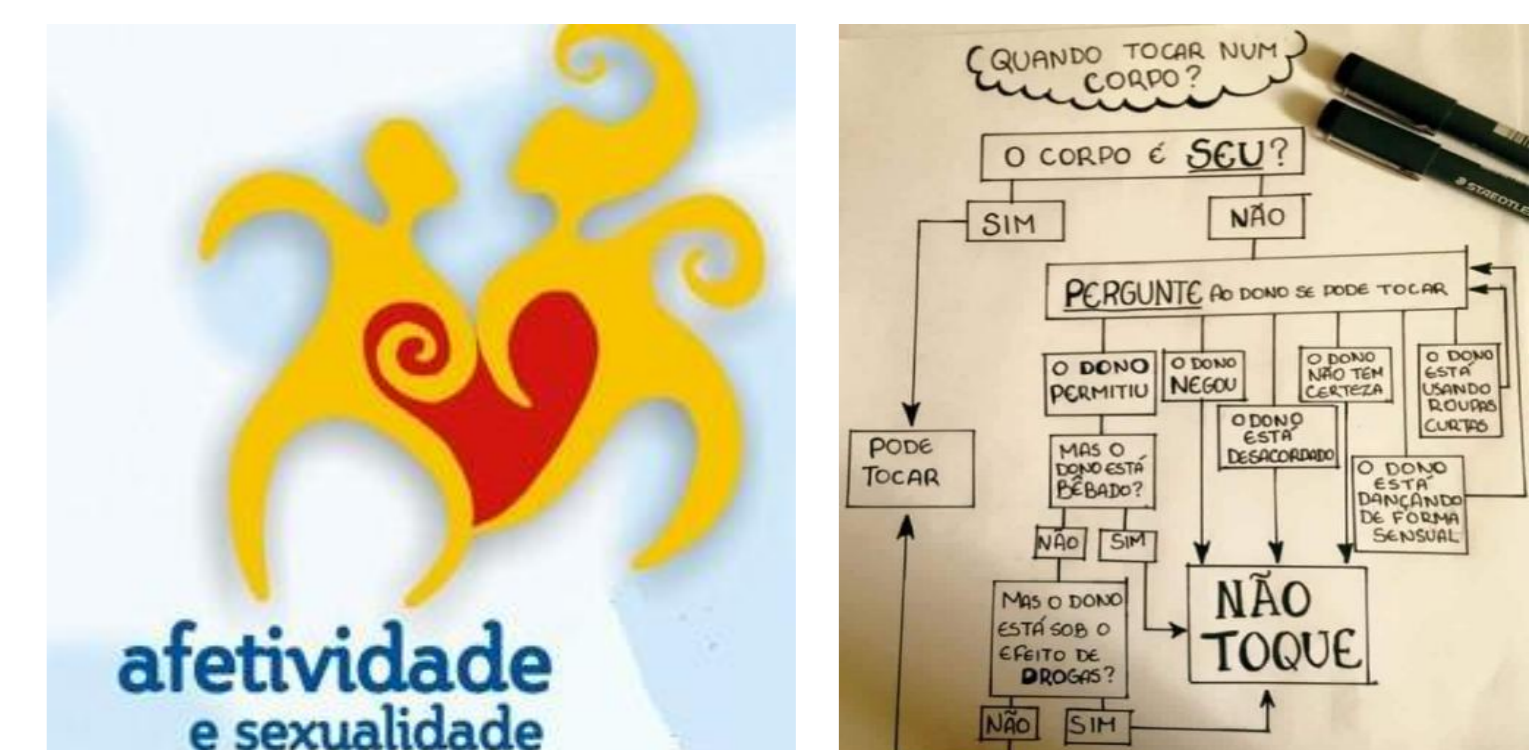 afetividade
e sexualidade
QUANDO TOCAR NUM
CORPO?
O CORPO É SEU?
SIM
NÃO
PERGUNTE AO DONO SE PODE TOCAR
O DONO
PERMITIU
O DONO
NEGOU
O DONO
ESTÁ
DESACORDADO
O DONO
NÃO TEM
CERTEZA
O DONO
ESTÁ
USANDO
ROUPAS
CURTAS
PODE
TOCAR
MAS O
DONO ESTÁ
BÊBADO?
O DONO
ESTÁ
DANÇANDO
DE FORMA
SENSUAL
NÃO
SIM
MAS O DONO
ESTÁ SOB O
EFEITO DE
DROGAS?
NÃO
TOQUE
NÃO
SIM
STAEDTLE